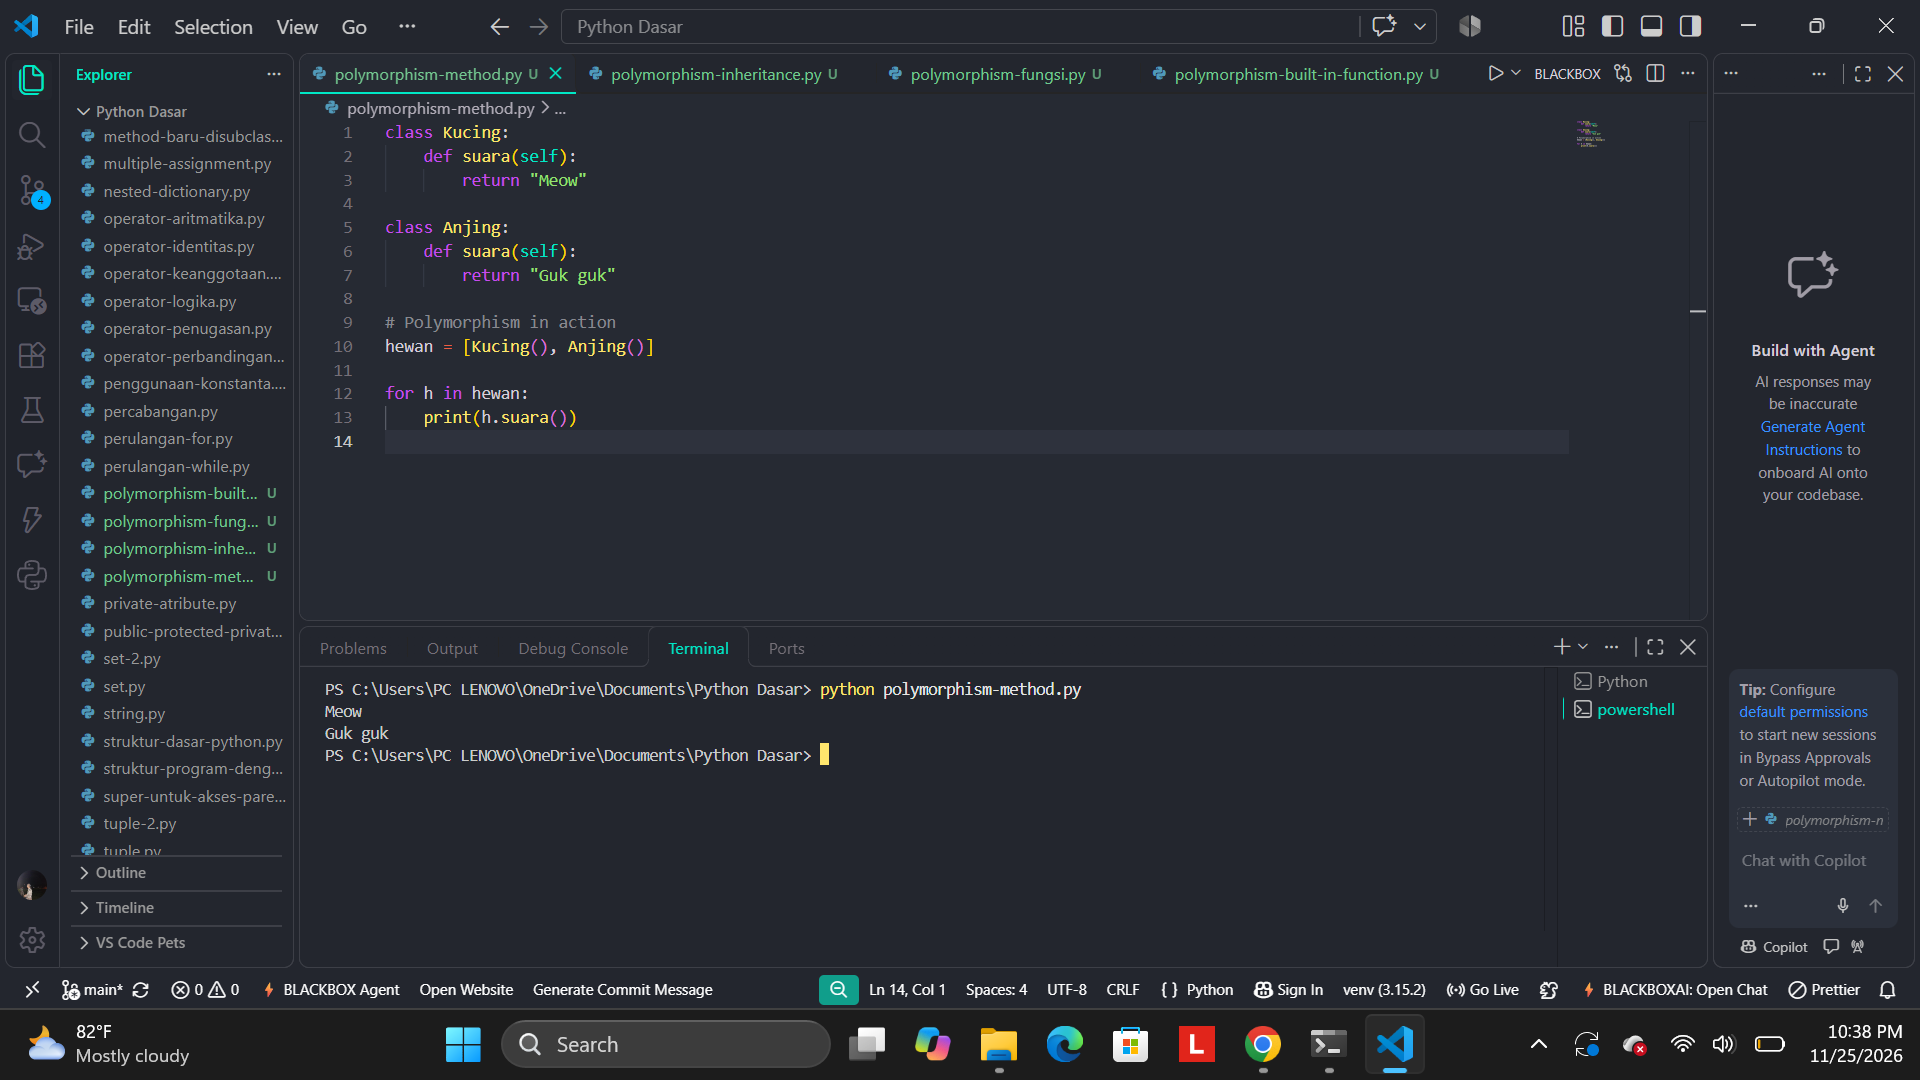 File Edit Selection View Go ...
Python Dasar
Explorer
Python Dasar
method-baru-disubclas...
multiple-assignment.py
nested-dictionary.py
operator-aritmatika.py
operator-identitas.py
operator-keanggotaan....
operator-logika.py
operator-penugasan.py
operator-perbandingan...
penggunaan-konstanta....
percabangan.py
perulangan-for.py
perulangan-while.py
polymorphism-built... U
polymorphism-fung... U
polymorphism-inhe... U
polymorphism-met... U
private-atribute.py
public-protected-privat...
set-2.py
set.py
string.py
struktur-dasar-python.py
struktur-program-deng...
super-untuk-akses-pare...
tuple-2.py
tuple.py
Outline
Timeline
VS Code Pets
4
polymorphism-method.py U
polymorphism-inheritance.py U
polymorphism-fungsi.py U
polymorphism-built-in-function.py U
BLACKBOX
polymorphism-method.py > ...
1 class Kucing:
2 def suara(self):
3 return "Meow"
4
5 class Anjing:
6 def suara(self):
7 return "Guk guk"
8
9 # Polymorphism in action
10 hewan = [Kucing(), Anjing()]
11
12 for h in hewan:
13 print(h.suara())
14
Problems Output Debug Console Terminal Ports
PS C:\Users\PC LENOVO\OneDrive\Documents\Python Dasar> python polymorphism-method.py
Meow
Guk guk
PS C:\Users\PC LENOVO\OneDrive\Documents\Python Dasar>
Python
powershell
Build with Agent
AI responses may
be inaccurate
Generate Agent
Instructions to
onboard AI onto
your codebase.
Tip: Configure
default permissions
to start new sessions
in Bypass Approvals
or Autopilot mode.
polymorphism-n
Chat with Copilot
Copilot
main* 0 0 BLACKBOX Agent Open Website Generate Commit Message
Ln 14, Col 1 Spaces: 4 UTF-8 CRLF { } Python Sign In venv (3.15.2) Go Live BLACKBOXAI: Open Chat Prettier
82°F
Mostly cloudy
Search
L
10:38 PM
11/25/2026